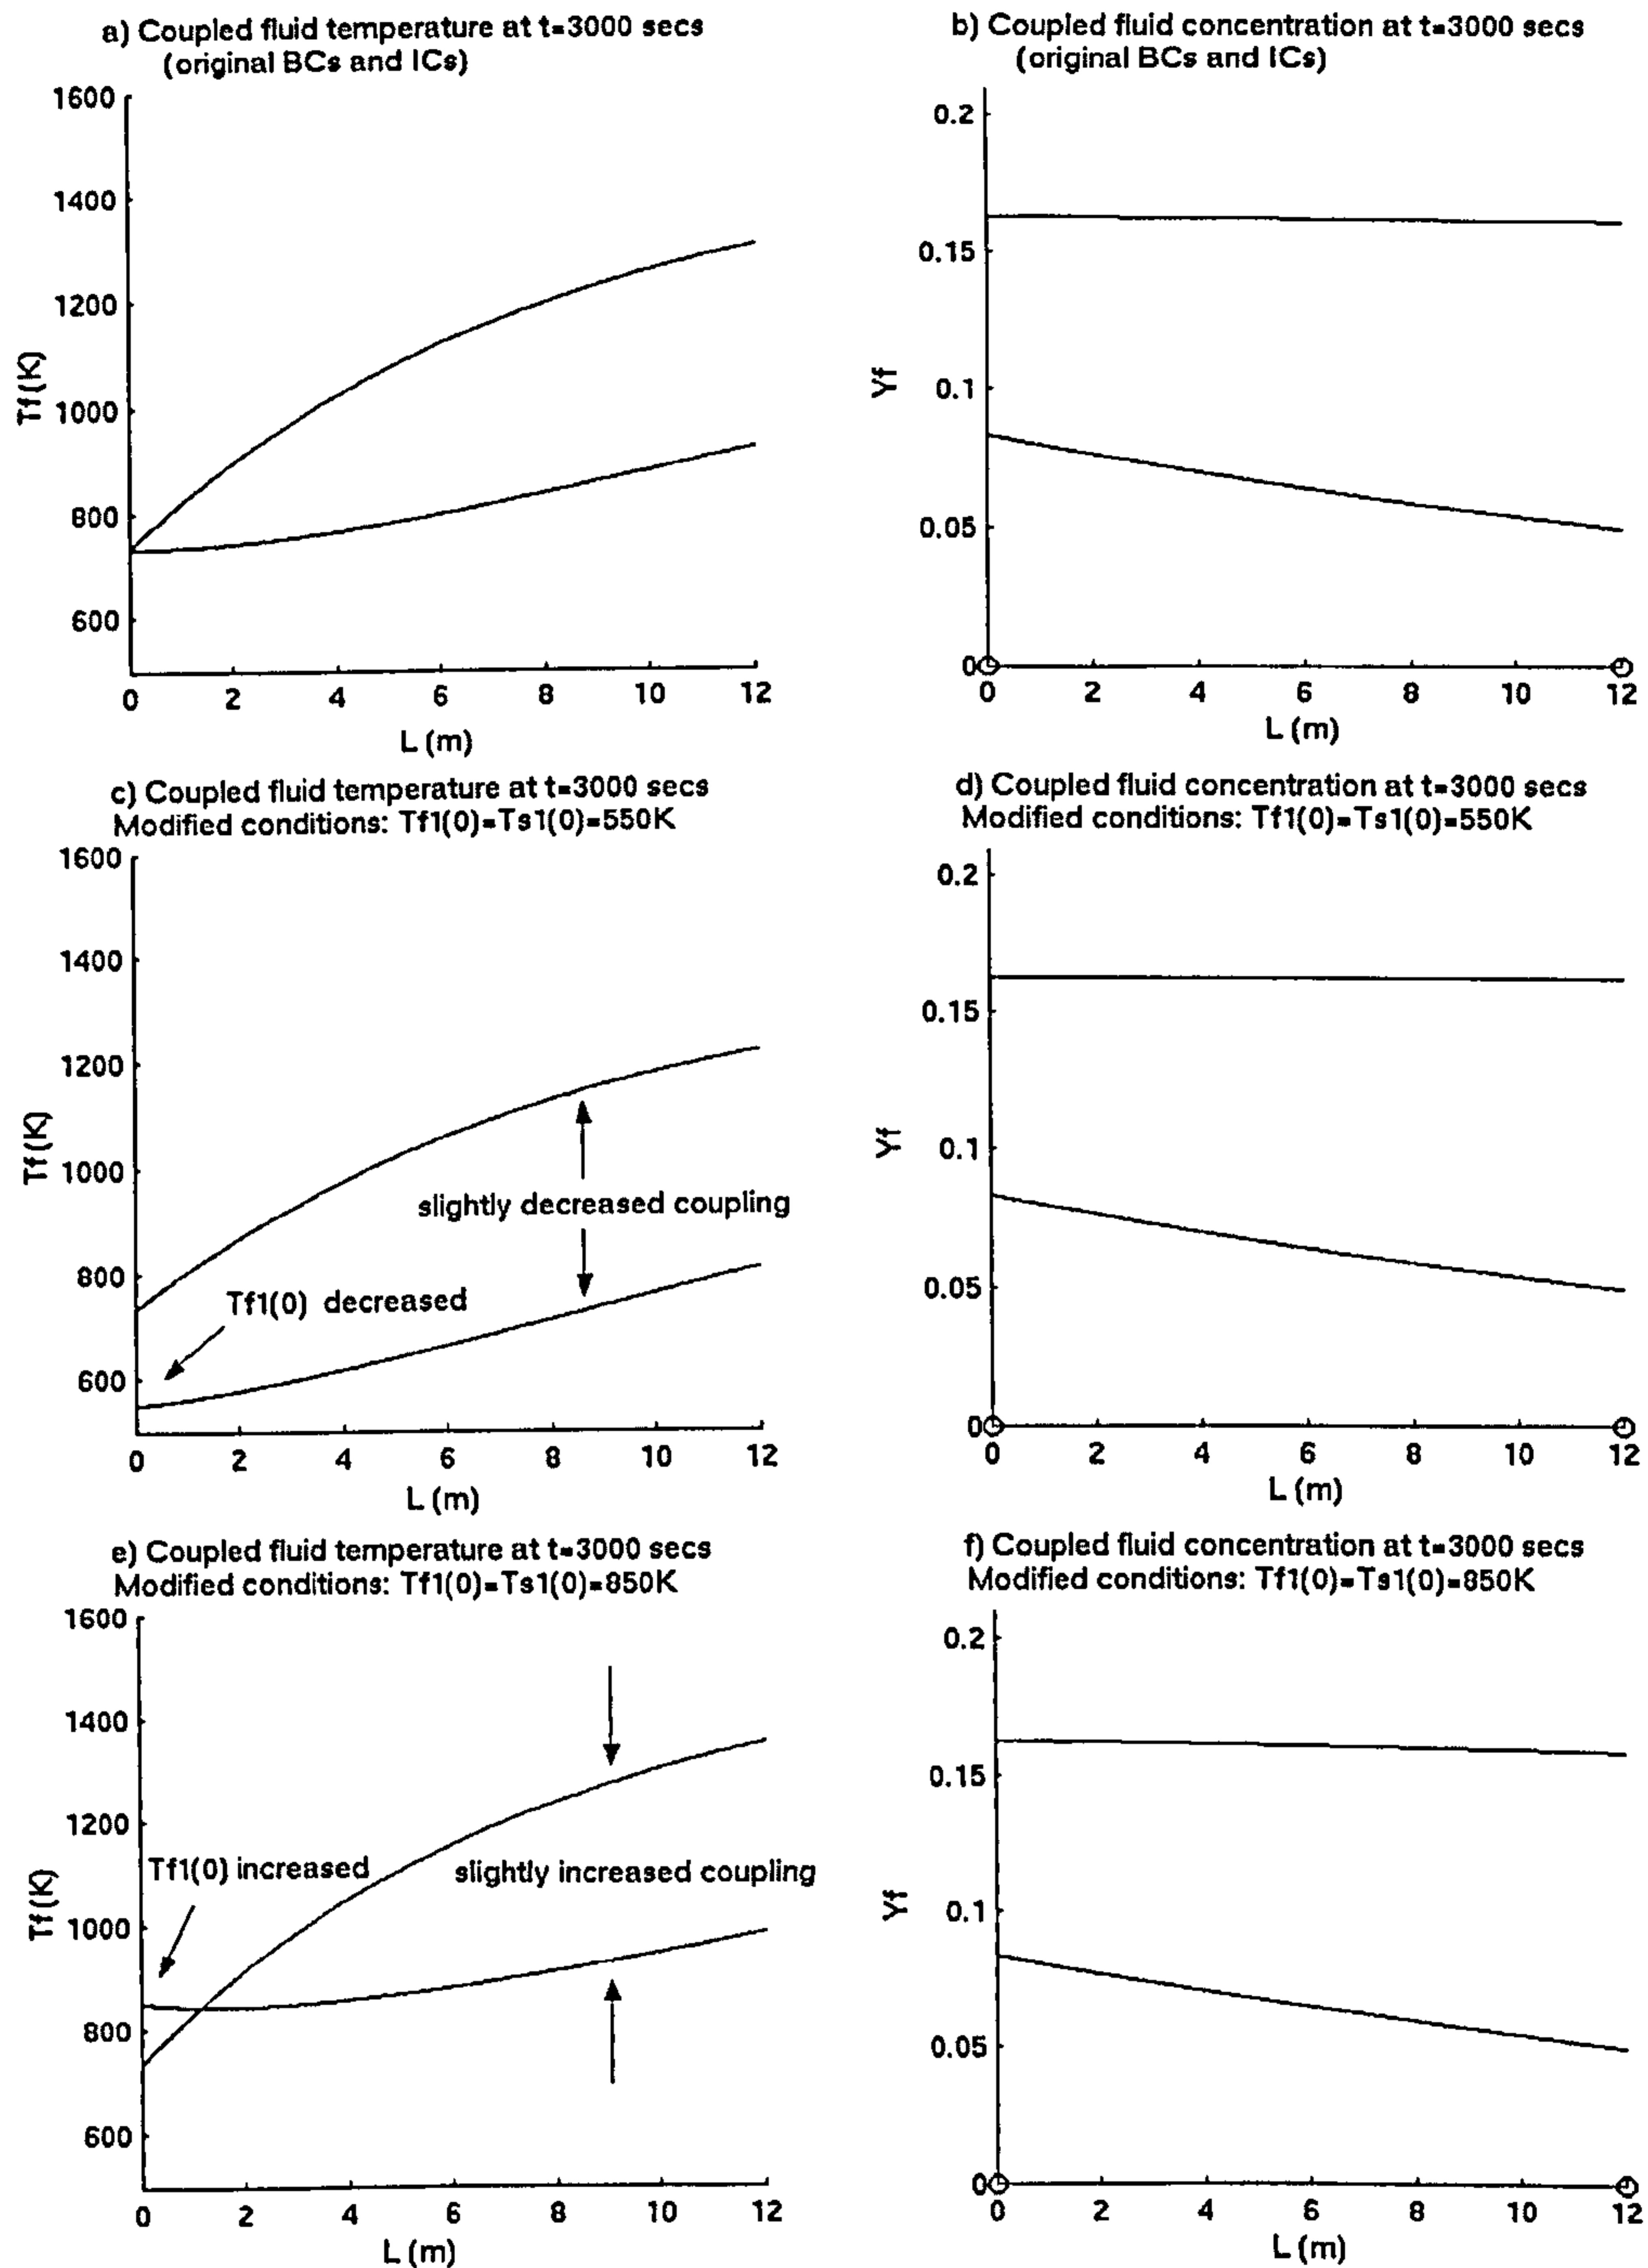 a) Coupled fluid temperature at t=3000 secs
(original BCs and ICs)
1600
1400
1200
1000
800
600
Tf(K)
0 2 4 6 8 10 12
L (m)
b) Coupled fluid concentration at t=3000 secs
(original BCs and ICs)
0.2
0.15
0.1
0.05
0
Yf
0 2 4 6 8 10 12
L (m)
c) Coupled fluid temperature at t=3000 secs
Modified conditions: Tf1(0)=Ts1(0)=550K
1600
1400
1200
1000
800
600
Tf(K)
slightly decreased coupling
Tf1(0) decreased
0 2 4 6 8 10 12
L (m)
d) Coupled fluid concentration at t=3000 secs
Modified conditions: Tf1(0)=Ts1(0)=550K
0.2
0.15
0.1
0.05
0
Yf
0 2 4 6 8 10 12
L (m)
e) Coupled fluid temperature at t=3000 secs
Modified conditions: Tf1(0)=Ts1(0)=850K
1600
1400
1200
1000
800
600
Tf(K)
Tf1(0) increased
slightly increased coupling
0 2 4 6 8 10 12
L (m)
f) Coupled fluid concentration at t=3000 secs
Modified conditions: Tf1(0)=Ts1(0)=850K
0.2
0.15
0.1
0.05
0
Yf
0 2 4 6 8 10 12
L (m)